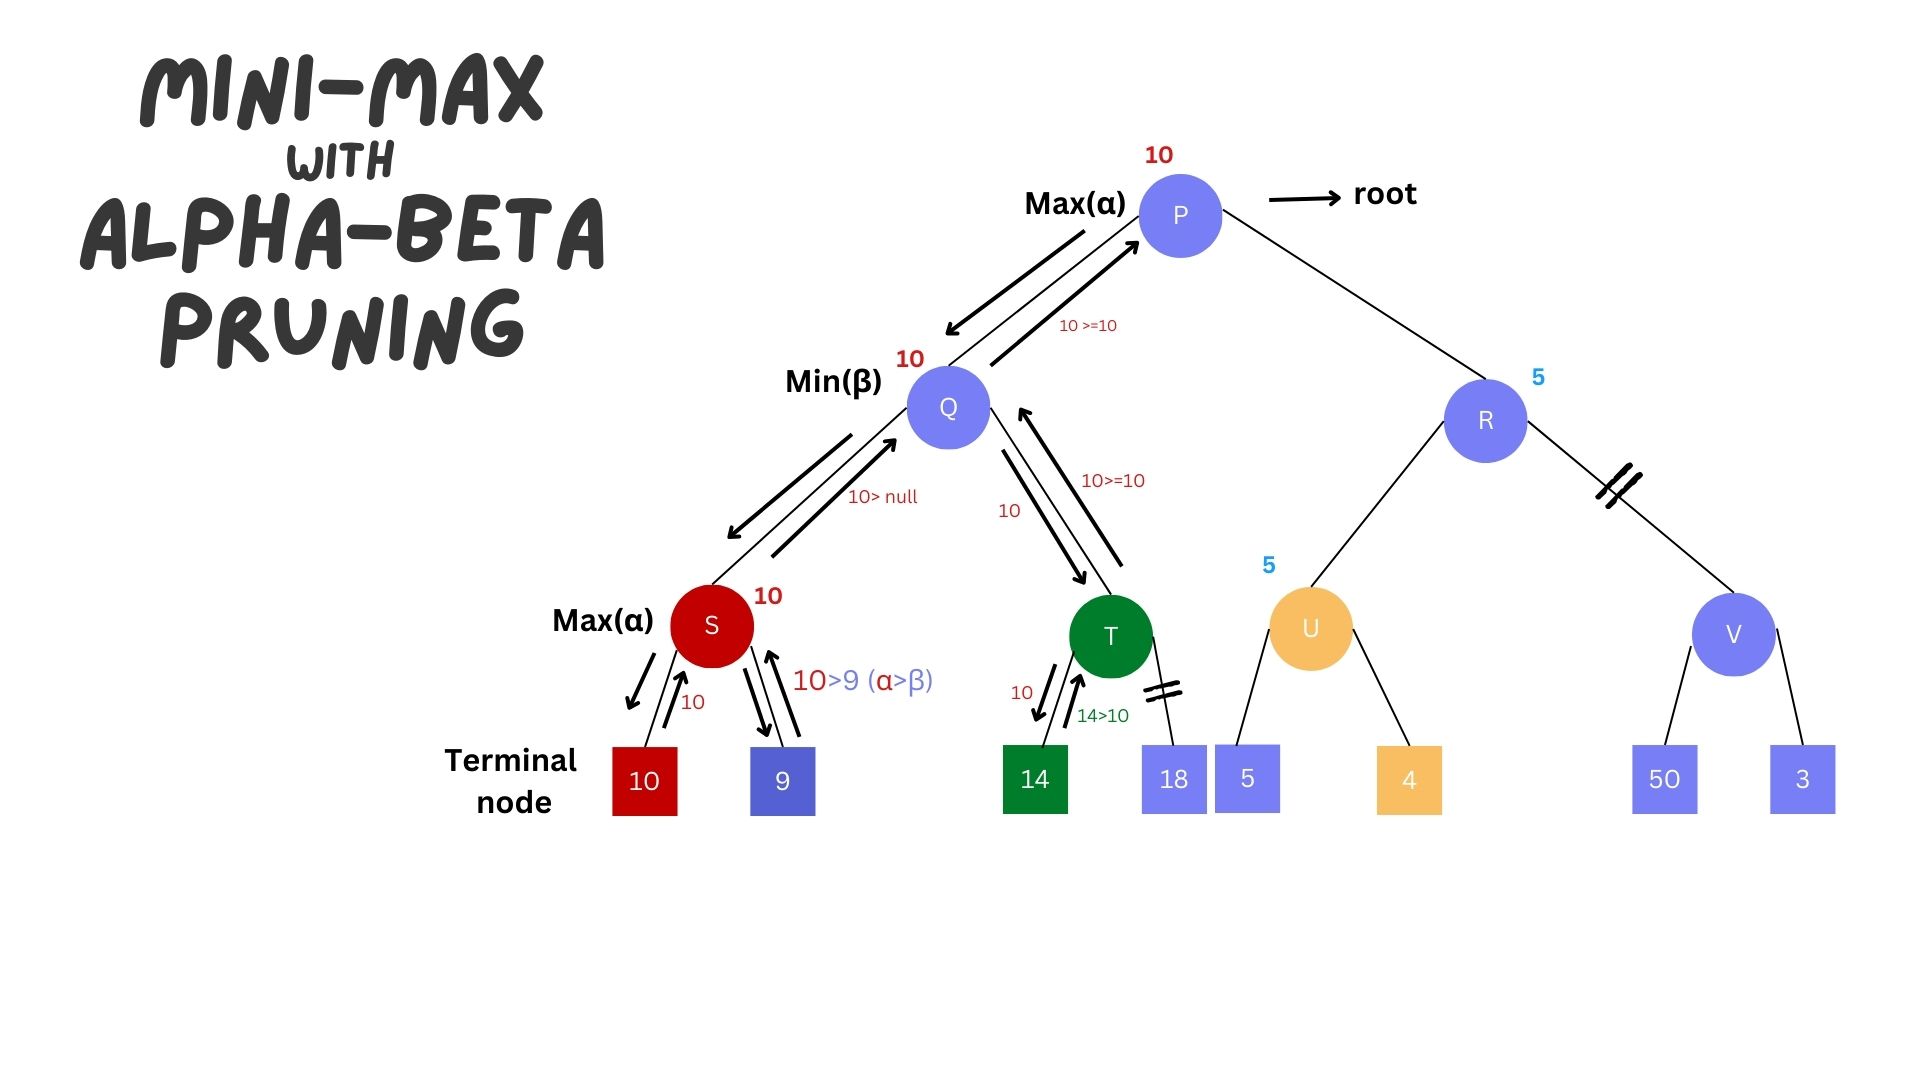 MINI-MAX
WITH
ALPHA-BETA
PRUNING
10
Max(α)
P
root
10 >=10
10
Min(β)
Q
5
R
10> null
10
10>=10
5
Max(α)
S
10
T
U
V
10
10>9 (α>β)
10
14>10
Terminal
node
10
9
14
18
5
4
50
3